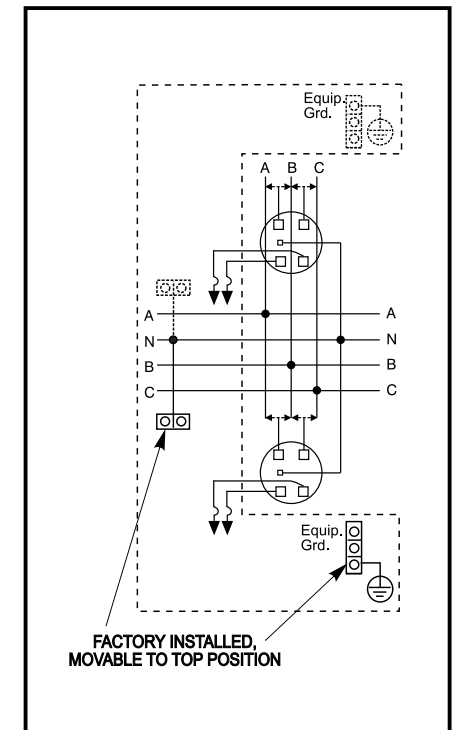 Equip.
Grd.
A B C
A A
N N
B B
C C
Equip.
Grd.
FACTORY INSTALLED,
MOVABLE TO TOP POSITION